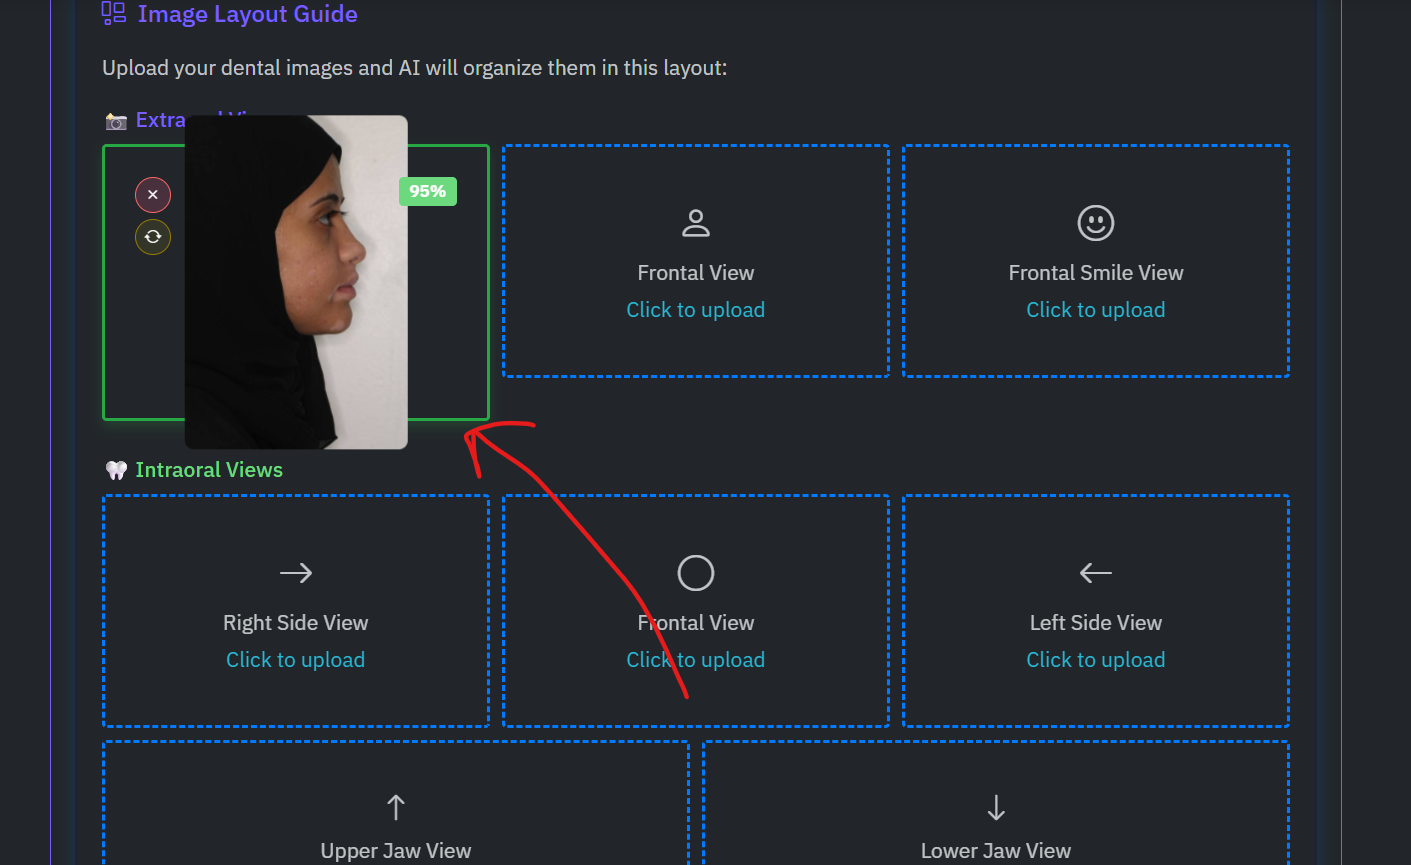 Image Layout Guide
Upload your dental images and AI will organize them in this layout:
Extra
95%
Frontal View
Click to upload
Frontal Smile View
Click to upload
Intraoral Views
Right Side View
Click to upload
Frontal View
Click to upload
Left Side View
Click to upload
Upper Jaw View
Lower Jaw View